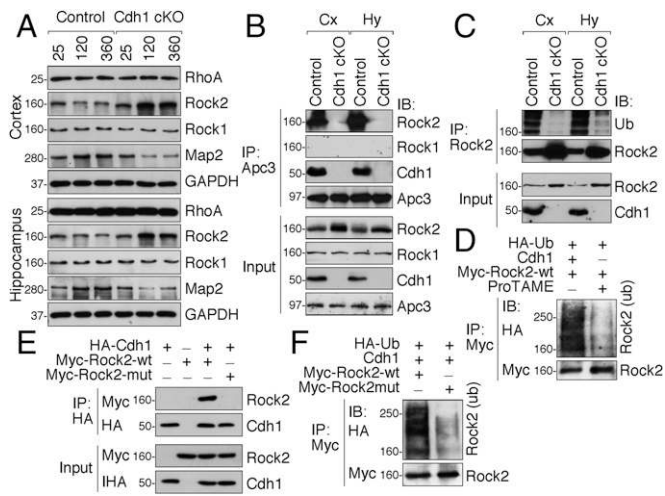 A
Control Cdh1 cKO
25 120 360 25 120 360
Cortex
25- RhoA
160- Rock2
160- Rock1
280- Map2
37- GAPDH
Hippocampus
25- RhoA
160- Rock2
160- Rock1
280- Map2
37- GAPDH
B
Cx Hy
Control Cdh1 cKO Control Cdh1 cKO
IB:
IP: Apc3
160- Rock2
160- Rock1
50- Cdh1
97- Apc3
Input
160- Rock2
160- Rock1
50- Cdh1
97- Apc3
C
Cx Hy
Control Cdh1 cKO Control Cdh1 cKO
IB:
IP: Rock2
160- Ub
160- Rock2
Input
160- Rock2
50- Cdh1
D
HA-Ub + +
Cdh1 + –
Myc-Rock2-wt + +
ProTAME – +
IP: Myc
IB: HA
250-
160-
Rock2 (ub)
Myc 160- Rock2
E
HA-Cdh1 + – + +
Myc-Rock2-wt – + + –
Myc-Rock2-mut – – – +
IP: HA
Myc 160- Rock2
HA 50- Cdh1
Input
Myc 160- Rock2
IHA 50- Cdh1
F
HA-Ub + +
Cdh1 + +
Myc-Rock2-wt + –
Myc-Rock2mut – +
IP: Myc
IB: HA
250-
160-
Rock2 (ub)
Myc 160- Rock2